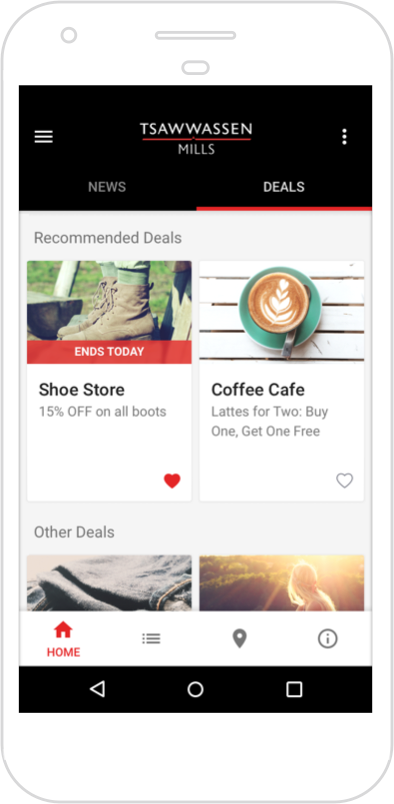 TSAWWASSEN
MILLS
NEWS
DEALS
Recommended Deals
ENDS TODAY
Shoe Store
15% OFF on all boots
Coffee Cafe
Lattes for Two: Buy
One, Get One Free
Other Deals
HOME